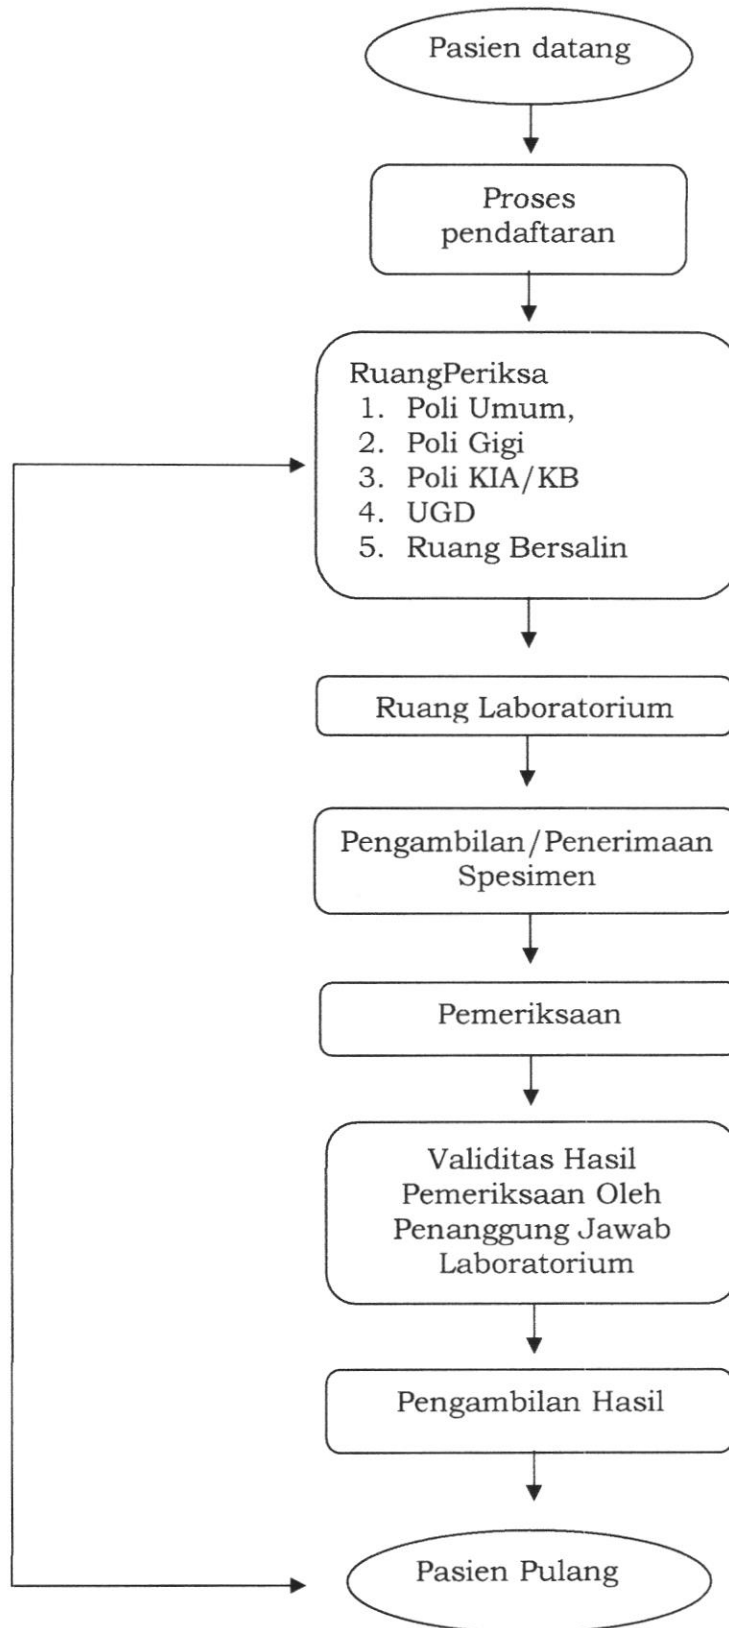 Pasien datang
Proses
pendaftaran
RuangPeriksa
1. Poli Umum,
2. Poli Gigi
3. Poli KIA/KB
4. UGD
5. Ruang Bersalin
Ruang Laboratorium
Pengambilan/Penerimaan
Spesimen
Pemeriksaan
Validitas Hasil
Pemeriksaan Oleh
Penanggung Jawab
Laboratorium
Pengambilan Hasil
Pasien Pulang